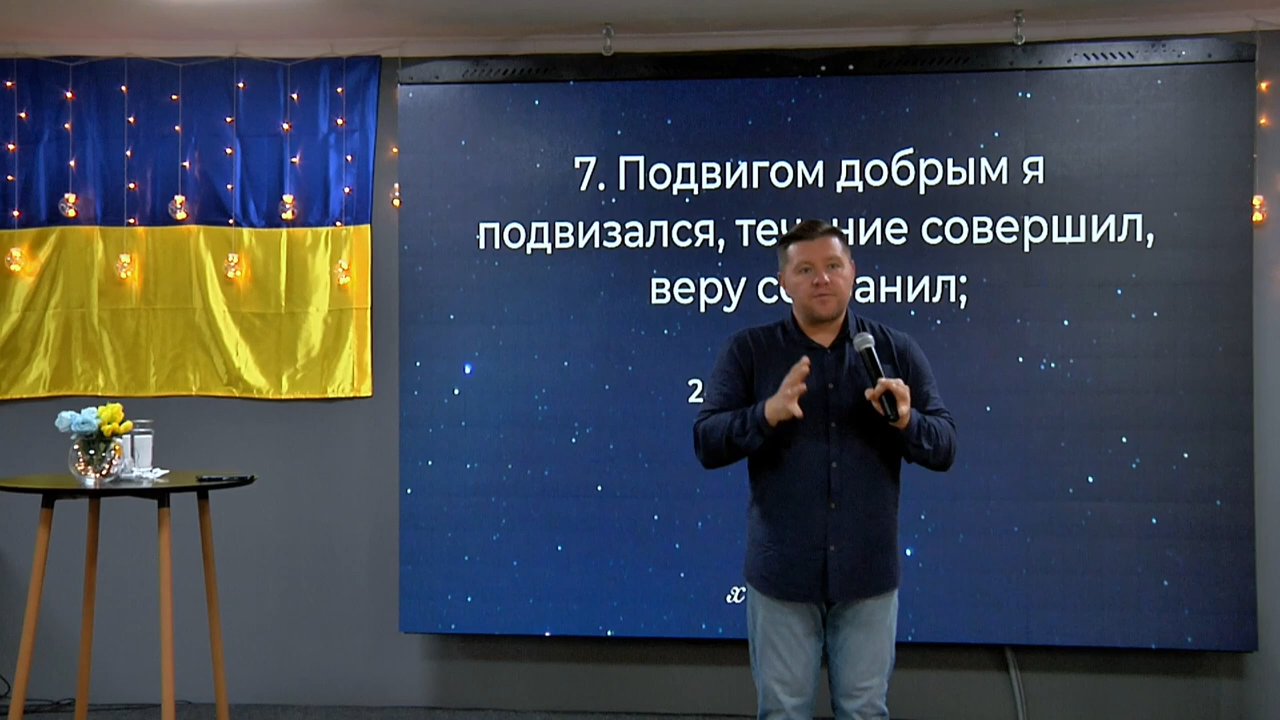 7. Подвигом добрым я
подвизался, совершил,
веру
2
х